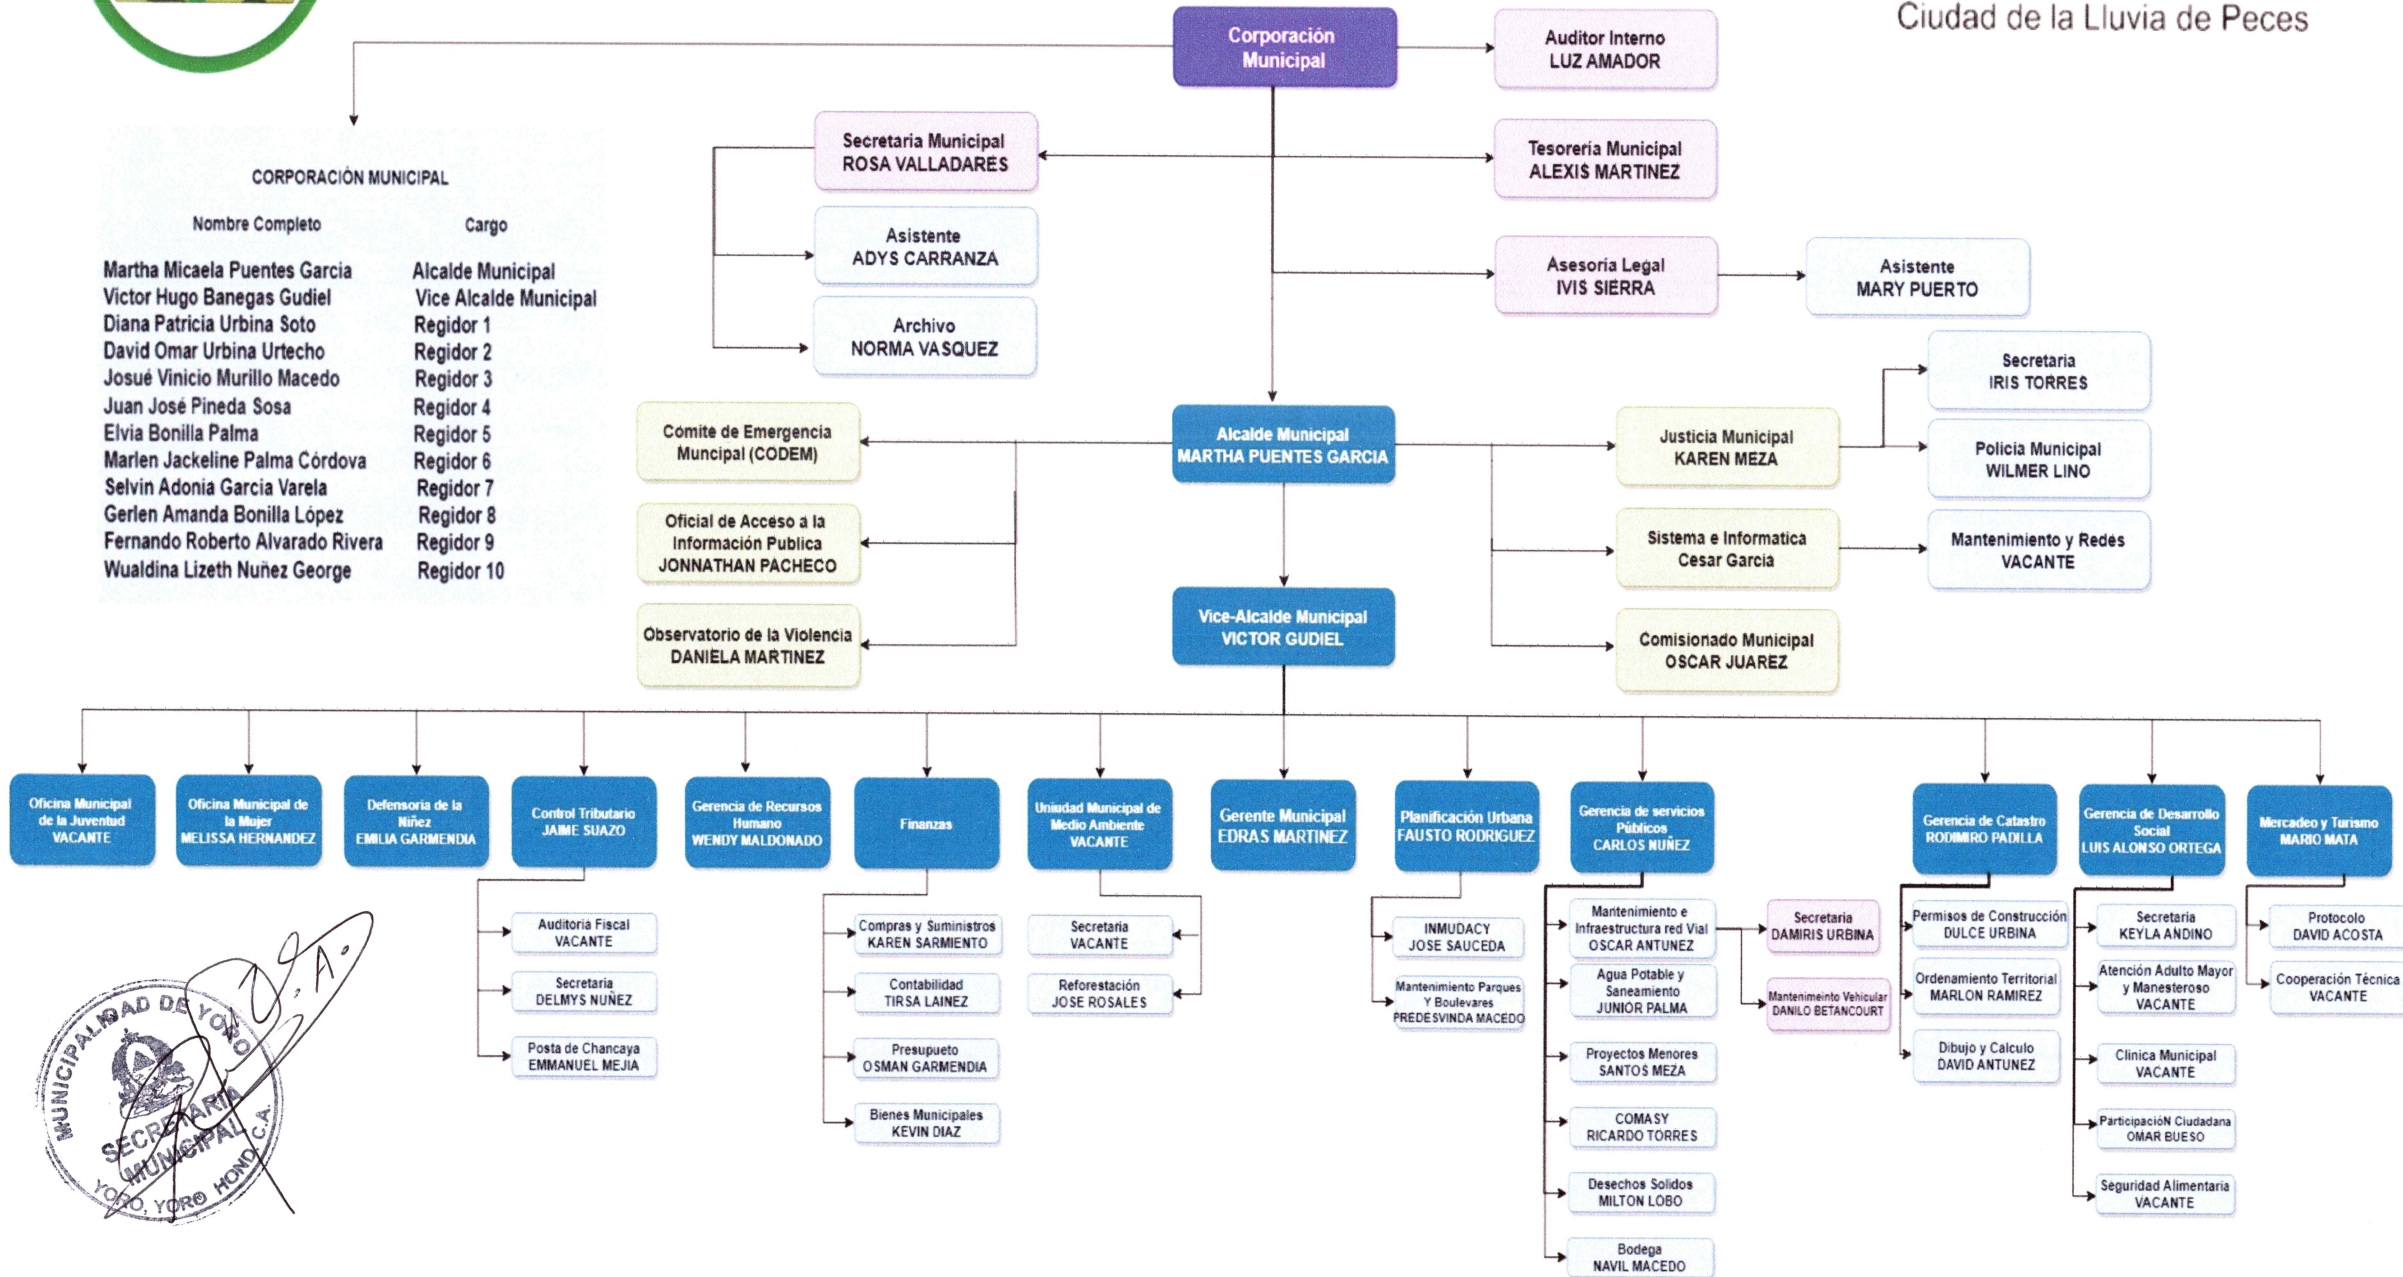 Ciudad de la Lluvia de Peces
Corporación
Municipal
Auditor Interno
LUZ AMADOR
Secretaria Municipal
ROSA VALLADARES
Tesorería Municipal
ALEXIS MARTINEZ
Asistente
ADYS CARRANZA
Archivo
NORMA VASQUEZ
Asesoría Legal
IVIS SIERRA
Asistente
MARY PUERTO
CORPORACIÓN MUNICIPAL
Nombre Completo Cargo
Martha Micaela Puentes Garcia Alcalde Municipal
Victor Hugo Banegas Gudiel Vice Alcalde Municipal
Diana Patricia Urbina Soto Regidor 1
David Omar Urbina Urtecho Regidor 2
Josué Vinicio Murillo Macedo Regidor 3
Juan José Pineda Sosa Regidor 4
Elvia Bonilla Palma Regidor 5
Marlen Jackeline Palma Córdova Regidor 6
Selvin Adonia Garcia Varela Regidor 7
Gerlen Amanda Bonilla López Regidor 8
Fernando Roberto Alvarado Rivera Regidor 9
Wualdina Lizeth Nuñez George Regidor 10
Comite de Emergencia
Muncipal (CODEM)
Oficial de Acceso a la
Información Publica
JONNATHAN PACHECO
Observatorio de la Violencia
DANIELA MARTINEZ
Alcalde Municipal
MARTHA PUENTES GARCIA
Vice-Alcalde Municipal
VICTOR GUDIEL
Justicia Municipal
KAREN MEZA
Secretaria
IRIS TORRES
Policia Municipal
WILMER LINO
Sistema e Informatica
Cesar Garcia
Mantenimiento y Redes
VACANTE
Comisionado Municipal
OSCAR JUAREZ
Oficina Municipal
de la Juventud
VACANTE
Oficina Municipal de
la Mujer
MELISSA HERNANDEZ
Defensoria de la
Niñez
EMILIA GARMENDIA
Control Tributario
JAIME SUAZO
Gerencia de Recursos
Humano
WENDY MALDONADO
Finanzas
Uniudad Municipal de
Medio Ambiente
VACANTE
Gerente Municipal
EDRAS MARTINEZ
Planificación Urbana
FAUSTO RODRIGUEZ
Gerencia de servicios
Públicos
CARLOS NUÑEZ
Gerencia de Catastro
RODIMIRO PADILLA
Gerencia de Desarrollo
Social
LUIS ALONSO ORTEGA
Mercadeo y Turismo
MARIO MATA
Auditoria Fiscal
VACANTE
Secretaria
DELMYS NUÑEZ
Posta de Chancaya
EMMANUEL MEJIA
Compras y Suministros
KAREN SARMIENTO
Contabilidad
TIRSA LAINEZ
Presupueto
OSMAN GARMENDIA
Bienes Municipales
KEVIN DIAZ
Secretaria
VACANTE
Reforestación
JOSE ROSALES
INMUDACY
JOSE SAUCEDA
Mantenimiento Parques
Y Boulevares
PREDESVINDA MACEDO
Mantenimiento e
Infraestructura red Vial
OSCAR ANTUNEZ
Agua Potable y
Saneamiento
JUNIOR PALMA
Proyectos Menores
SANTOS MEZA
COMASY
RICARDO TORRES
Desechos Solidos
MILTON LOBO
Bodega
NAVIL MACEDO
Secretaria
DAMIRIS URBINA
Mantenimeinto Vehicular
DANILO BETANCOURT
Permisos de Construcción
DULCE URBINA
Ordenamiento Territorial
MARLON RAMIREZ
Dibujo y Calculo
DAVID ANTUNEZ
Secretaria
KEYLA ANDINO
Atención Adulto Mayor
y Manesteroso
VACANTE
Clinica Municipal
VACANTE
ParticipacióN Ciudadana
OMAR BUESO
Seguridad Alimentaria
VACANTE
Protocolo
DAVID ACOSTA
Cooperación Técnica
VACANTE
MUNICIPALIDAD DE YORO
SECRETARIA
MUNICIPAL
YORO, YORO HOND. C.A.